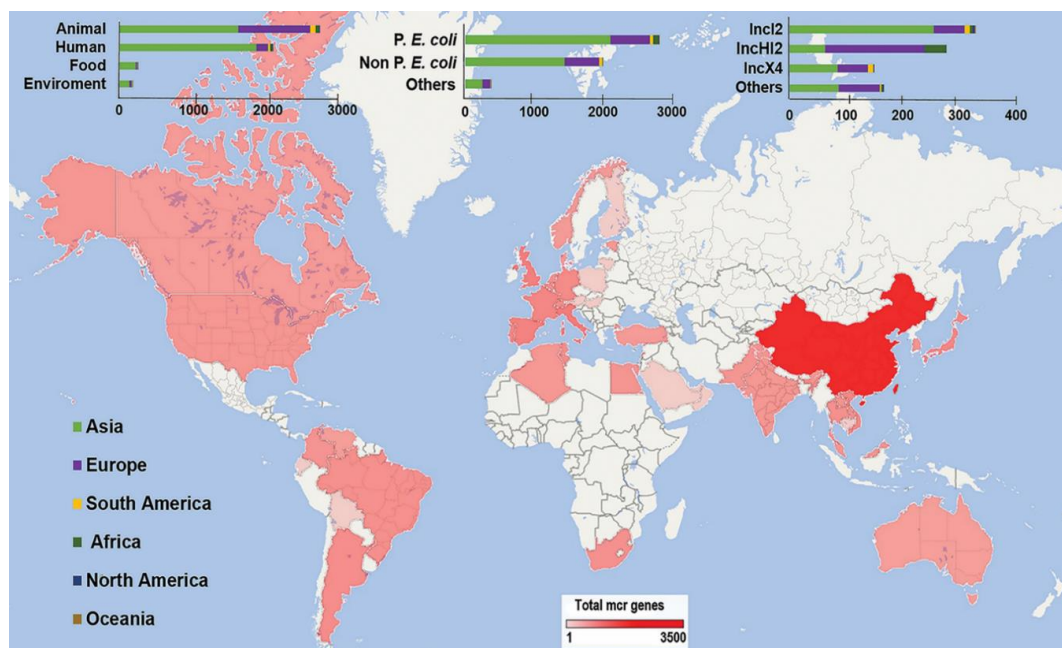 Animal
Human
Food
Enviroment
0 1000 2000 3000
P. E. coli
Non P. E. coli
Others
0 1000 2000 3000
IncI2
IncHI2
IncX4
Others
0 100 200 300 400
Asia
Europe
South America
Africa
North America
Oceania
Total mcr genes
1 3500